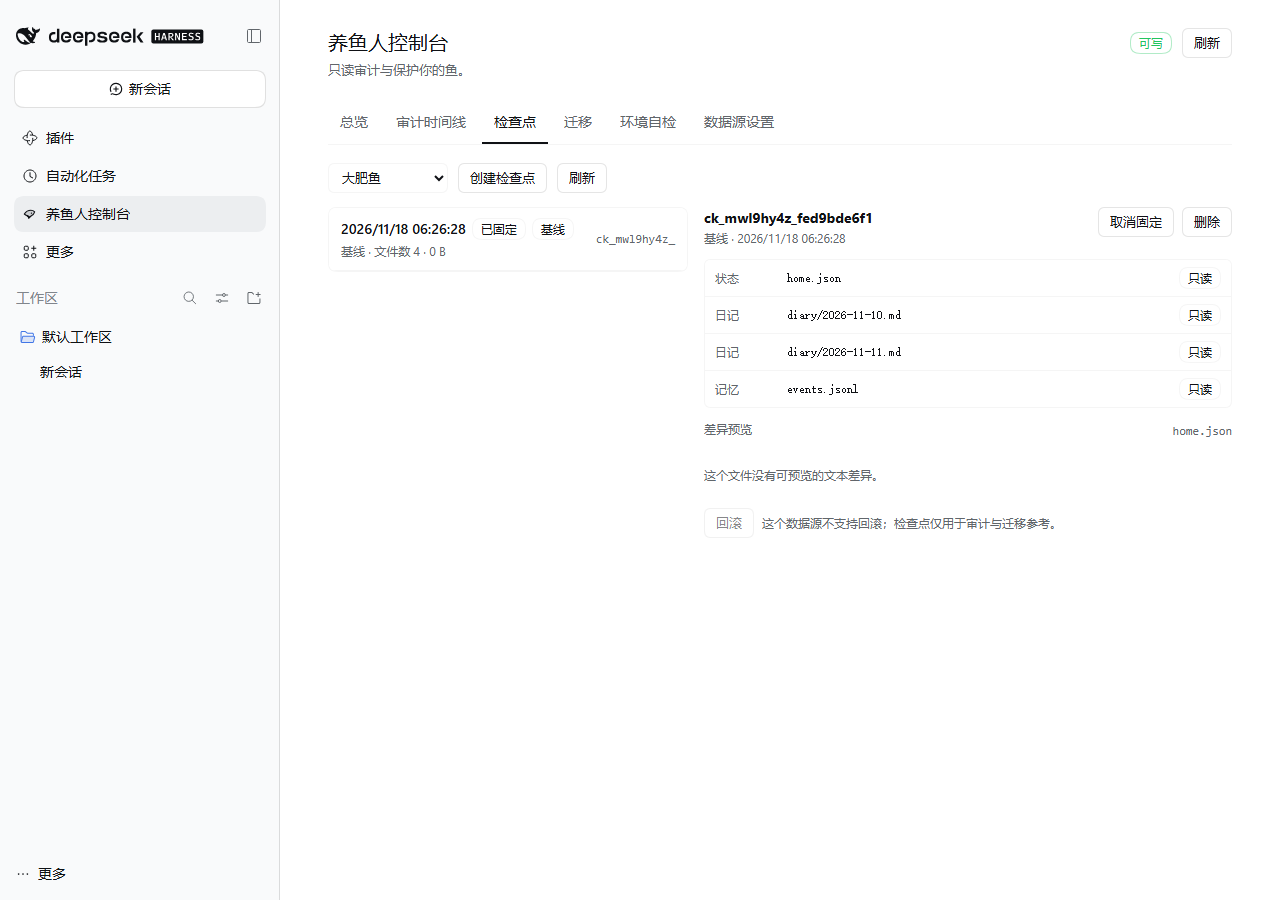 deepseek HARNESS
新会话
插件
自动化任务
养鱼人控制台
更多
工作区
默认工作区
新会话
更多
养鱼人控制台
只读审计与保护你的鱼。
可写
刷新
总览
审计时间线
检查点
迁移
环境自检
数据源设置
大肥鱼
创建检查点
刷新
2026/11/18 06:26:28 已固定 基线
基线 · 文件数 4 · 0 B
ck_mwl9hy4z_
ck_mwl9hy4z_fed9bde6f1
基线 · 2026/11/18 06:26:28
取消固定
删除
状态 home.json 只读
日记 diary/2026-11-10.md 只读
日记 diary/2026-11-11.md 只读
记忆 events.jsonl 只读
差异预览 home.json
这个文件没有可预览的文本差异。
回滚 这个数据源不支持回滚；检查点仅用于审计与迁移参考。